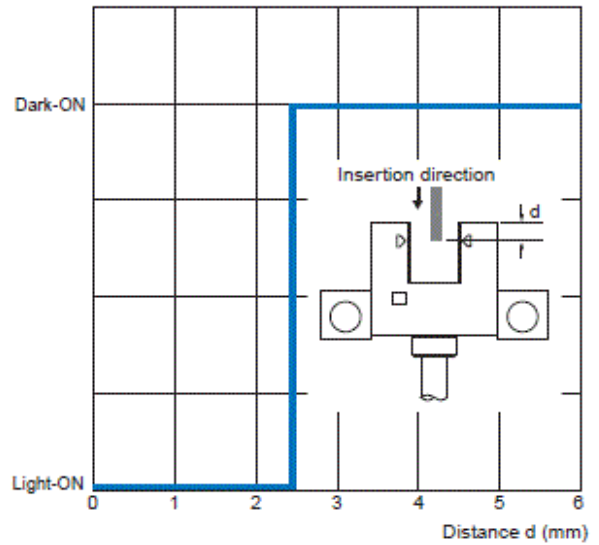 Dark-ON
Insertion direction
d
Light-ON
0 1 2 3 4 5 6
Distance d (mm)